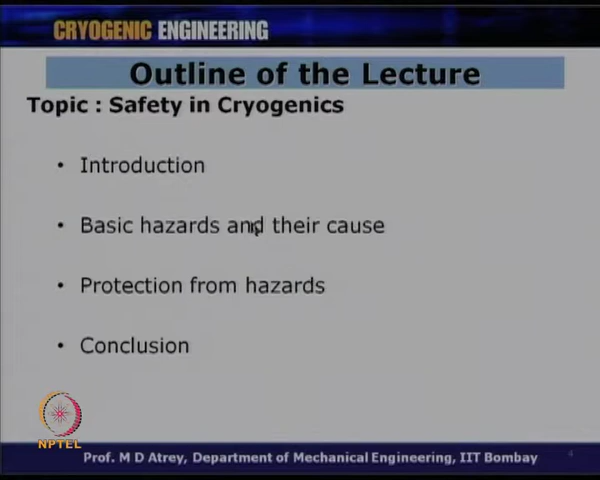 CRYOGENIC ENGINEERING
Outline of the Lecture
Topic : Safety in Cryogenics
• Introduction
• Basic hazards and their cause
• Protection from hazards
• Conclusion
NPTEL
Prof. M D Atrey, Department of Mechanical Engineering, IIT Bombay
4